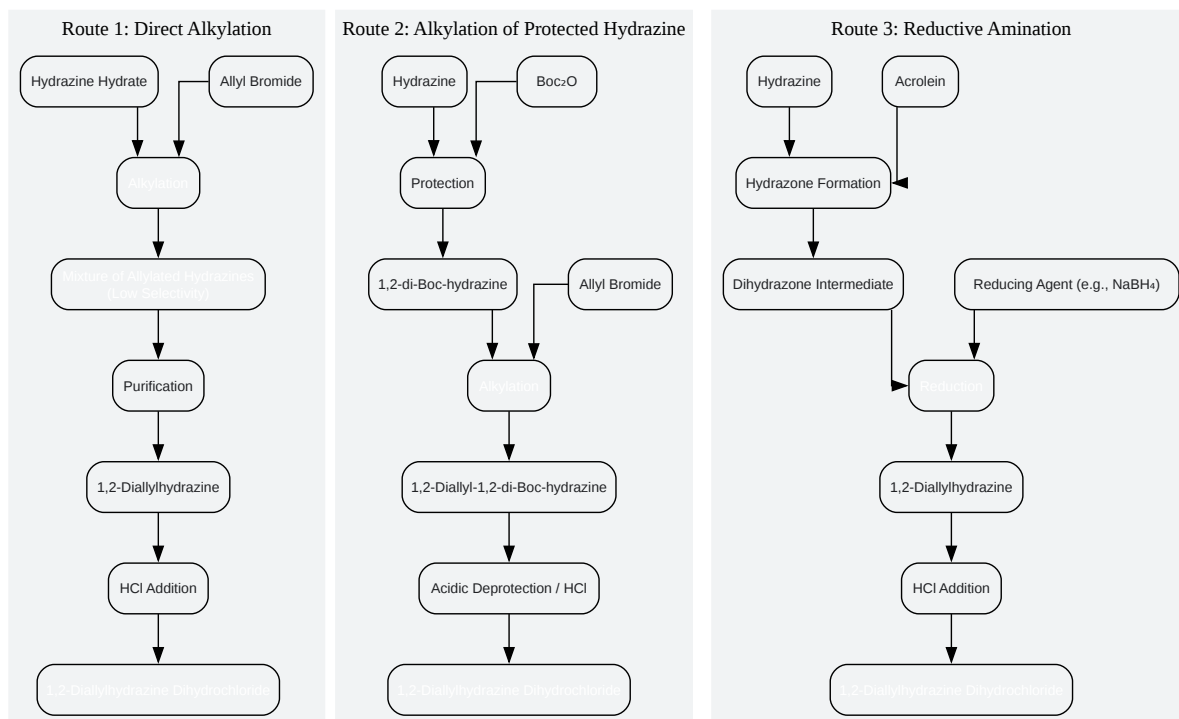 Route 1: Direct Alkylation
Hydrazine Hydrate
Allyl Bromide
Alkylation
Mixture of Allylated Hydrazines
(Low Selectivity)
Purification
1,2-Diallylhydrazine
HCl Addition
1,2-Diallylhydrazine Dihydrochloride
Route 2: Alkylation of Protected Hydrazine
Hydrazine
Boc₂O
Protection
1,2-di-Boc-hydrazine
Allyl Bromide
Alkylation
1,2-Diallyl-1,2-di-Boc-hydrazine
Acidic Deprotection / HCl
1,2-Diallylhydrazine Dihydrochloride
Route 3: Reductive Amination
Hydrazine
Acrolein
Hydrazone Formation
Dihydrazone Intermediate
Reducing Agent (e.g., NaBH₄)
Reduction
1,2-Diallylhydrazine
HCl Addition
1,2-Diallylhydrazine Dihydrochloride